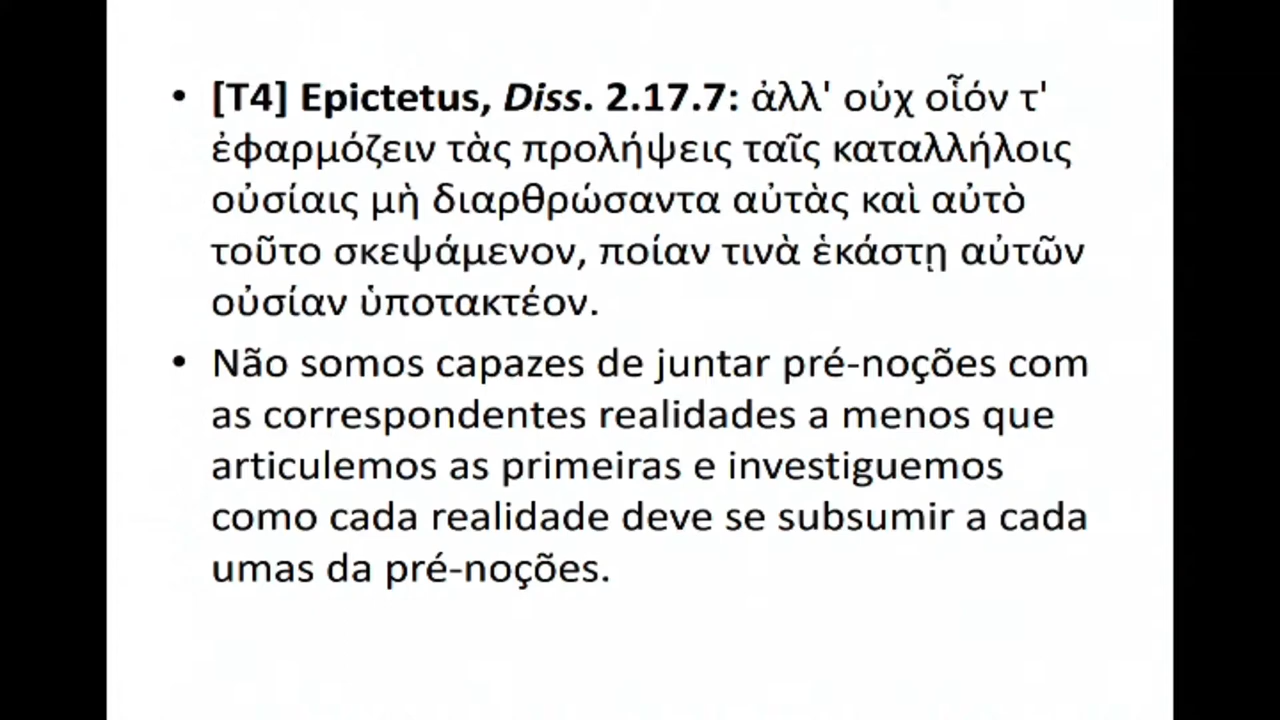 • [T4] Epictetus, Diss. 2.17.7: ἀλλ' οὐχ οἷόν τ'
ἐφαρμόζειν τὰς προλήψεις ταῖς καταλλήλοις
οὐσίαις μὴ διαρθρώσαντα αὐτὰς καὶ αὐτὸ
τοῦτο σκεψάμενον, ποίαν τινὰ ἑκάστῃ αὐτῶν
οὐσίαν ὑποτακτέον.
• Não somos capazes de juntar pré-noções com
as correspondentes realidades a menos que
articulemos as primeiras e investiguemos
como cada realidade deve se subsumir a cada
umas da pré-noções.